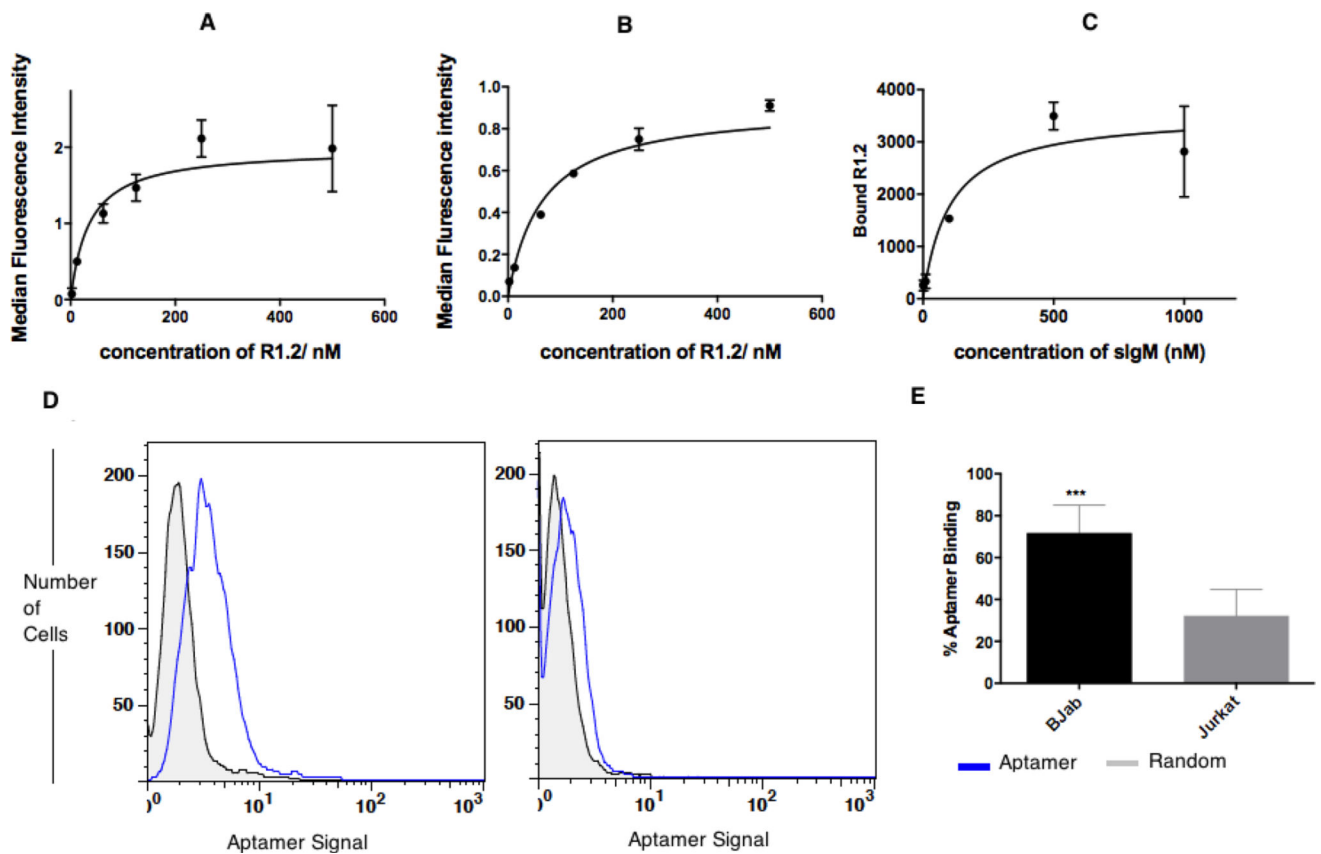 A
Median Fluorescence Intensity
2
1
0
0 200 400 600
concentration of R1.2/ nM
B
Median Flurescence intensity
1.0
0.8
0.6
0.4
0.2
0.0
0 200 400 600
concentration of R1.2/ nM
C
Bound R1.2
4000
3000
2000
1000
0
0 500 1000
concentration of sIgM (nM)
D
Number
of
Cells
200
150
100
50
10⁰ 10¹ 10² 10³
Aptamer Signal
200
150
100
50
10⁰ 10¹ 10² 10³
Aptamer Signal
E
% Aptamer Binding
100
80
60
40
20
0
***
BJab
Jurkat
Aptamer
Random